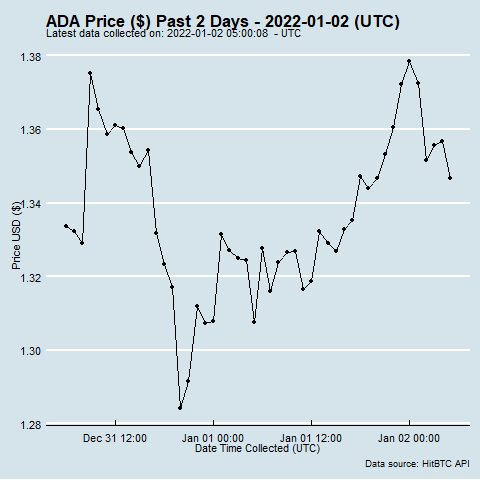 ADA Price ($) Past 2 Days - 2022-01-02 (UTC)
Latest data collected on: 2022-01-02 05:00:08 - UTC
1.38
1.36
1.34
1.32
1.30
1.28
Price USD ($)
Dec 31 12:00
Jan 01 00:00
Jan 01 12:00
Jan 02 00:00
Date Time Collected (UTC)
Data source: HitBTC API